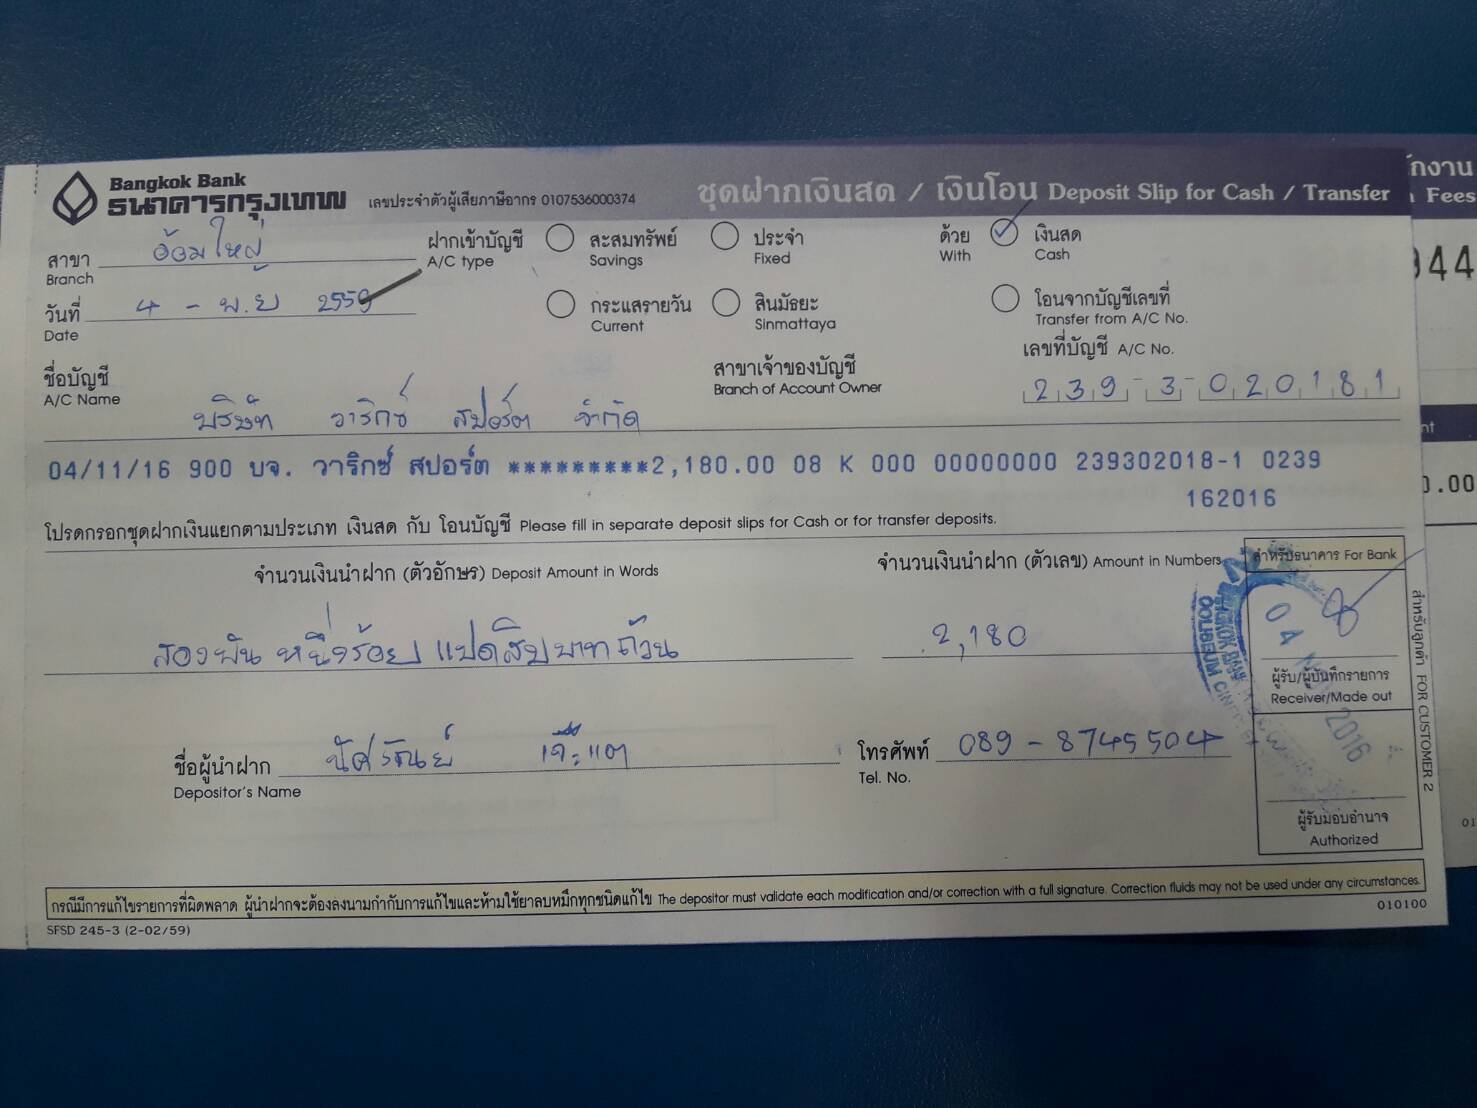 Bangkok Bank
ธนาคารกรุงเทพ เลขประจำตัวผู้เสียภาษีอากร 0107536000374 ชุดฝากเงินสด / เงินโอน Deposit Slip for Cash / Transfer
สาขา อ้อมใหญ่ ฝากเข้าบัญชี สะสมทรัพย์ ประจำ ด้วย เงินสด
Branch A/C type Savings Fixed With Cash
วันที่ 4 - พ.ย 2559 กระแสรายวัน สินมัธยะ โอนจากบัญชีเลขที่
Date Current Sinmattaya Transfer from A/C No.
ชื่อบัญชี สาขาเจ้าของบัญชี เลขที่บัญชี A/C No.
A/C Name Branch of Account Owner 239-3-020181
บริษัท วาริกซ์ สปอร์ต จำกัด
04/11/16 900 บจ. วาริกซ์ สปอร์ต *********2,180.00 08 K 000 00000000 239302018-1 0239
162016
โปรดกรอกชุดฝากเงินแยกตามประเภท เงินสด กับ โอนบัญชี Please fill in separate deposit slips for Cash or for transfer deposits.
จำนวนเงินนำฝาก (ตัวอักษร) Deposit Amount in Words จำนวนเงินนำฝาก (ตัวเลข) Amount in Numbers สำหรับธนาคาร For Bank
สองพันหนึ่งร้อยแปดสิบบาทถ้วน 2,180
ผู้รับ/ผู้บันทึกรายการ
Receiver/Made out
ชื่อผู้นำฝาก โทรศัพท์ 089-8745504
Depositor's Name Tel. No.
ผู้รับมอบอำนาจ
Authorized
04 2016
BANGKOK BANK
COLISEUM
สำหรับลูกค้า FOR CUSTOMER 2
กรณีมีการแก้ไขรายการที่ผิดพลาด ผู้นำฝากจะต้องลงนามกำกับการแก้ไขและห้ามใช้ยาลบหมึกทุกชนิดแก้ไข The depositor must validate each modification and/or correction with a full signature. Correction fluids may not be used under any circumstances.
SFSD 245-3 (2-02/59) 010100
Fees
944